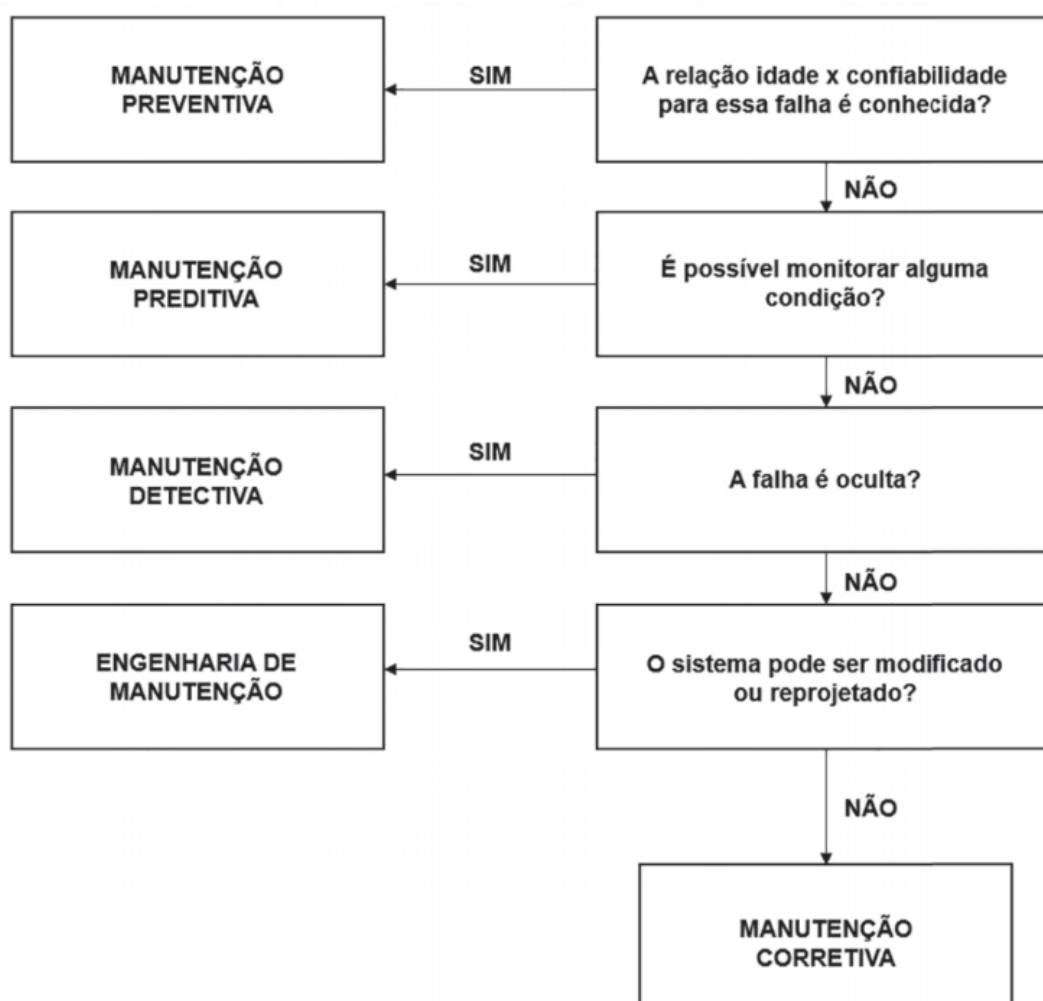 MANUTENÇÃO
PREVENTIVA
SIM
A relação idade x confiabilidade
para essa falha é conhecida?
NÃO
MANUTENÇÃO
PREDITIVA
SIM
É possível monitorar alguma
condição?
NÃO
MANUTENÇÃO
DETECTIVA
SIM
A falha é oculta?
NÃO
ENGENHARIA DE
MANUTENÇÃO
SIM
O sistema pode ser modificado
ou reprojetado?
NÃO
MANUTENÇÃO
CORRETIVA